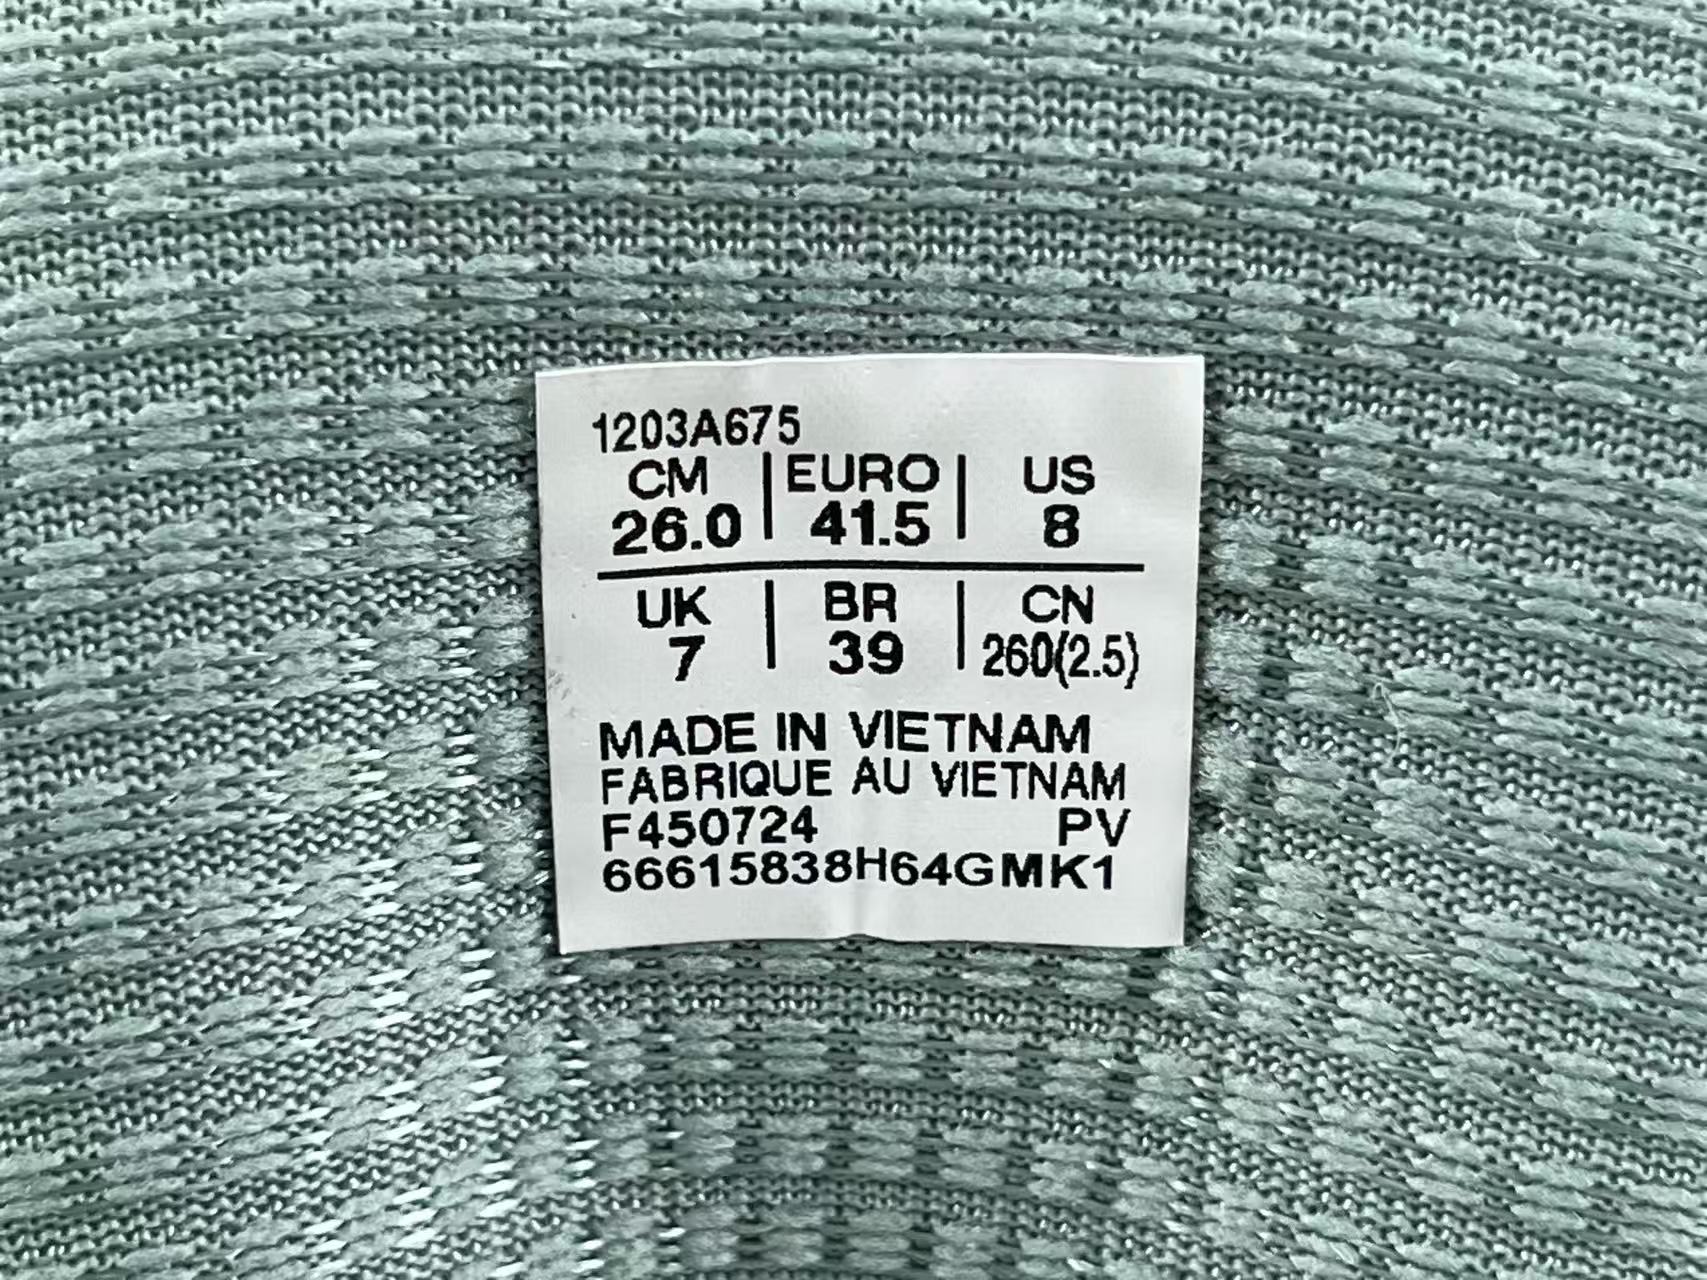 1203A675
CM | EURO | US
26.0 | 41.5 | 8
UK | BR | CN
7 | 39 | 260(2.5)
MADE IN VIETNAM
FABRIQUE AU VIETNAM
F450724 PV
66615838H64GMK1